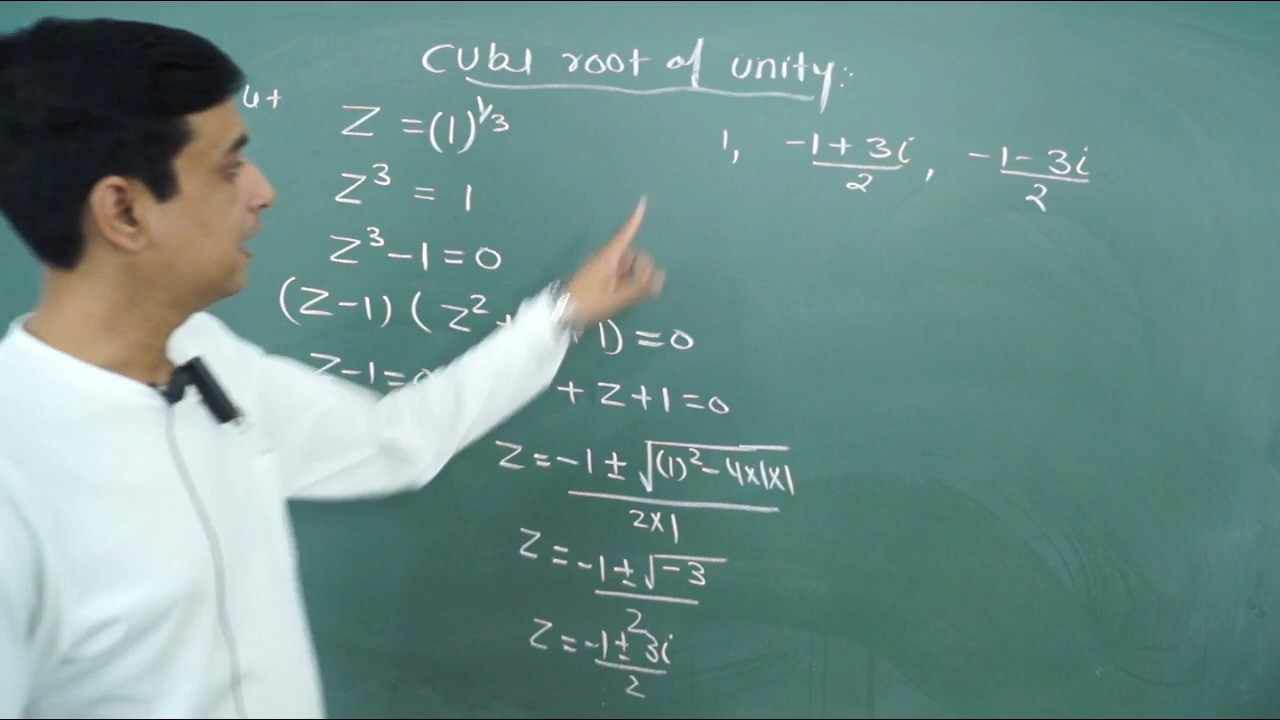 Cube root of unity:
Z = (1)^1/3
Z^3 = 1
Z^3 - 1 = 0
(Z-1) ( Z^2 + 1) = 0
Z-1=0 + Z+1=0
Z = -1 ± √(1)^2 - 4x1x1 / 2x1
Z = -1 ± √-3 / 2
Z = -1 ± 3i / 2
1, -1+3i / 2, -1-3i / 2